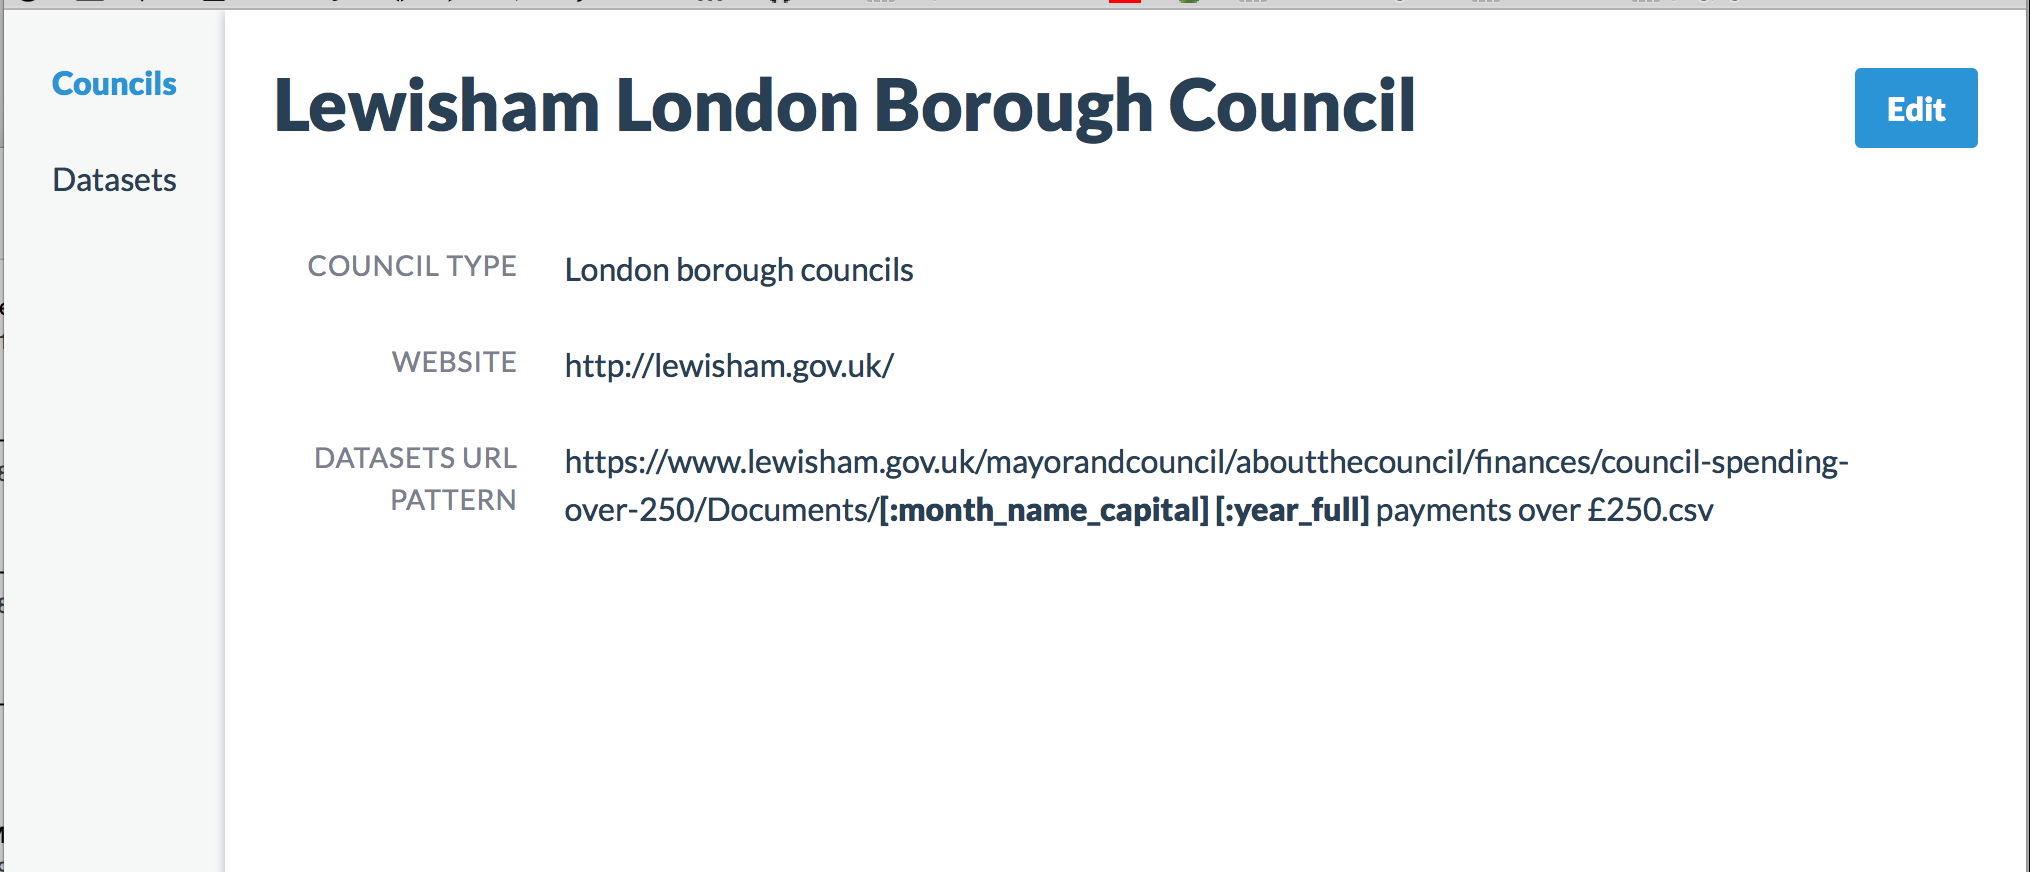 Councils
Datasets
Lewisham London Borough Council
Edit
COUNCIL TYPE
London borough councils
WEBSITE
http://lewisham.gov.uk/
DATASETS URL
PATTERN
https://www.lewisham.gov.uk/mayorandcouncil/aboutthecouncil/finances/council-spending-
over-250/Documents/[:month_name_capital] [:year_full] payments over £250.csv